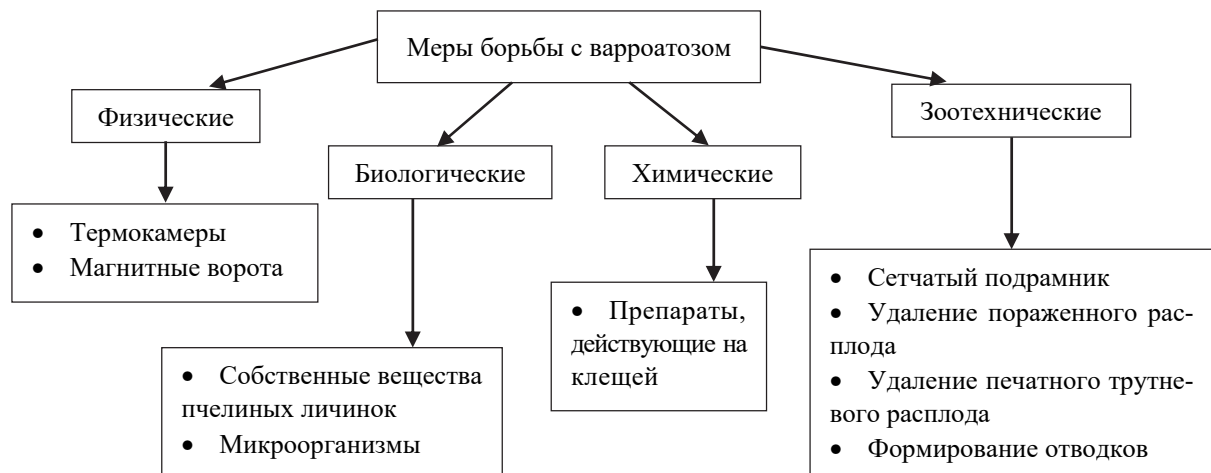 Меры борьбы с варроатозом
Физические
Биологические
Химические
Зоотехнические
• Термокамеры
• Магнитные ворота
• Собственные вещества
пчелиных личинок
• Микроорганизмы
• Препараты,
действующие на
клещей
• Сетчатый подрамник
• Удаление пораженного рас-
плода
• Удаление печатного трутне-
вого расплода
• Формирование отводков